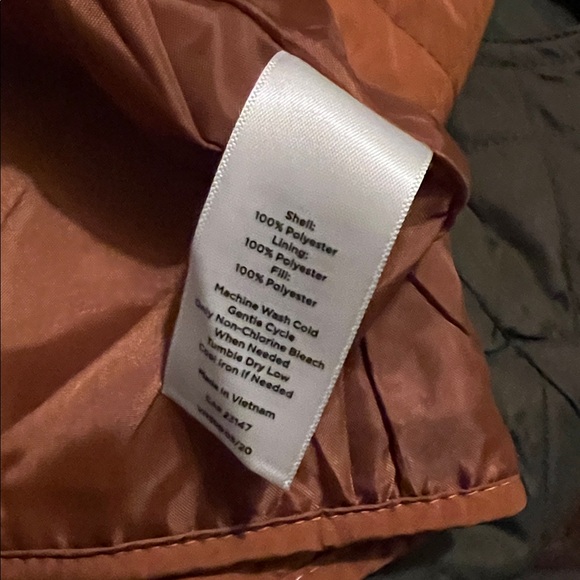 Shell:
100% Polyester
Lining:
100% Polyester
Fill:
100% Polyester
Machine Wash Cold
Gentle Cycle
Only Non-Chlorine Bleach
When Needed
Tumble Dry Low
Cool Iron If Needed
Made in Vietnam
23147